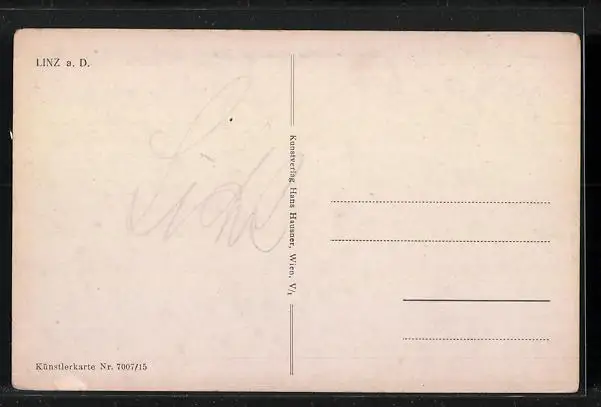 LINZ a. D.
Kunstverlag Hans Hausner, Wien, V/1
Künstlerkarte Nr. 7007/15